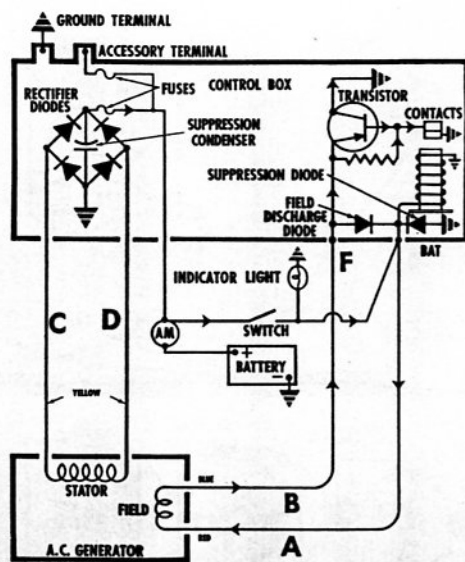 GROUND TERMINAL
ACCESSORY TERMINAL
FUSES
CONTROL BOX
RECTIFIER
DIODES
TRANSISTOR
CONTACTS
SUPPRESSION
CONDENSER
SUPPRESSION DIODE
FIELD
DISCHARGE
DIODE
BAT
F
INDICATOR LIGHT
C
D
AM
SWITCH
+
BATTERY
-
YELLOW
BLUE
STATOR
B
FIELD
RED
A
A.C. GENERATOR